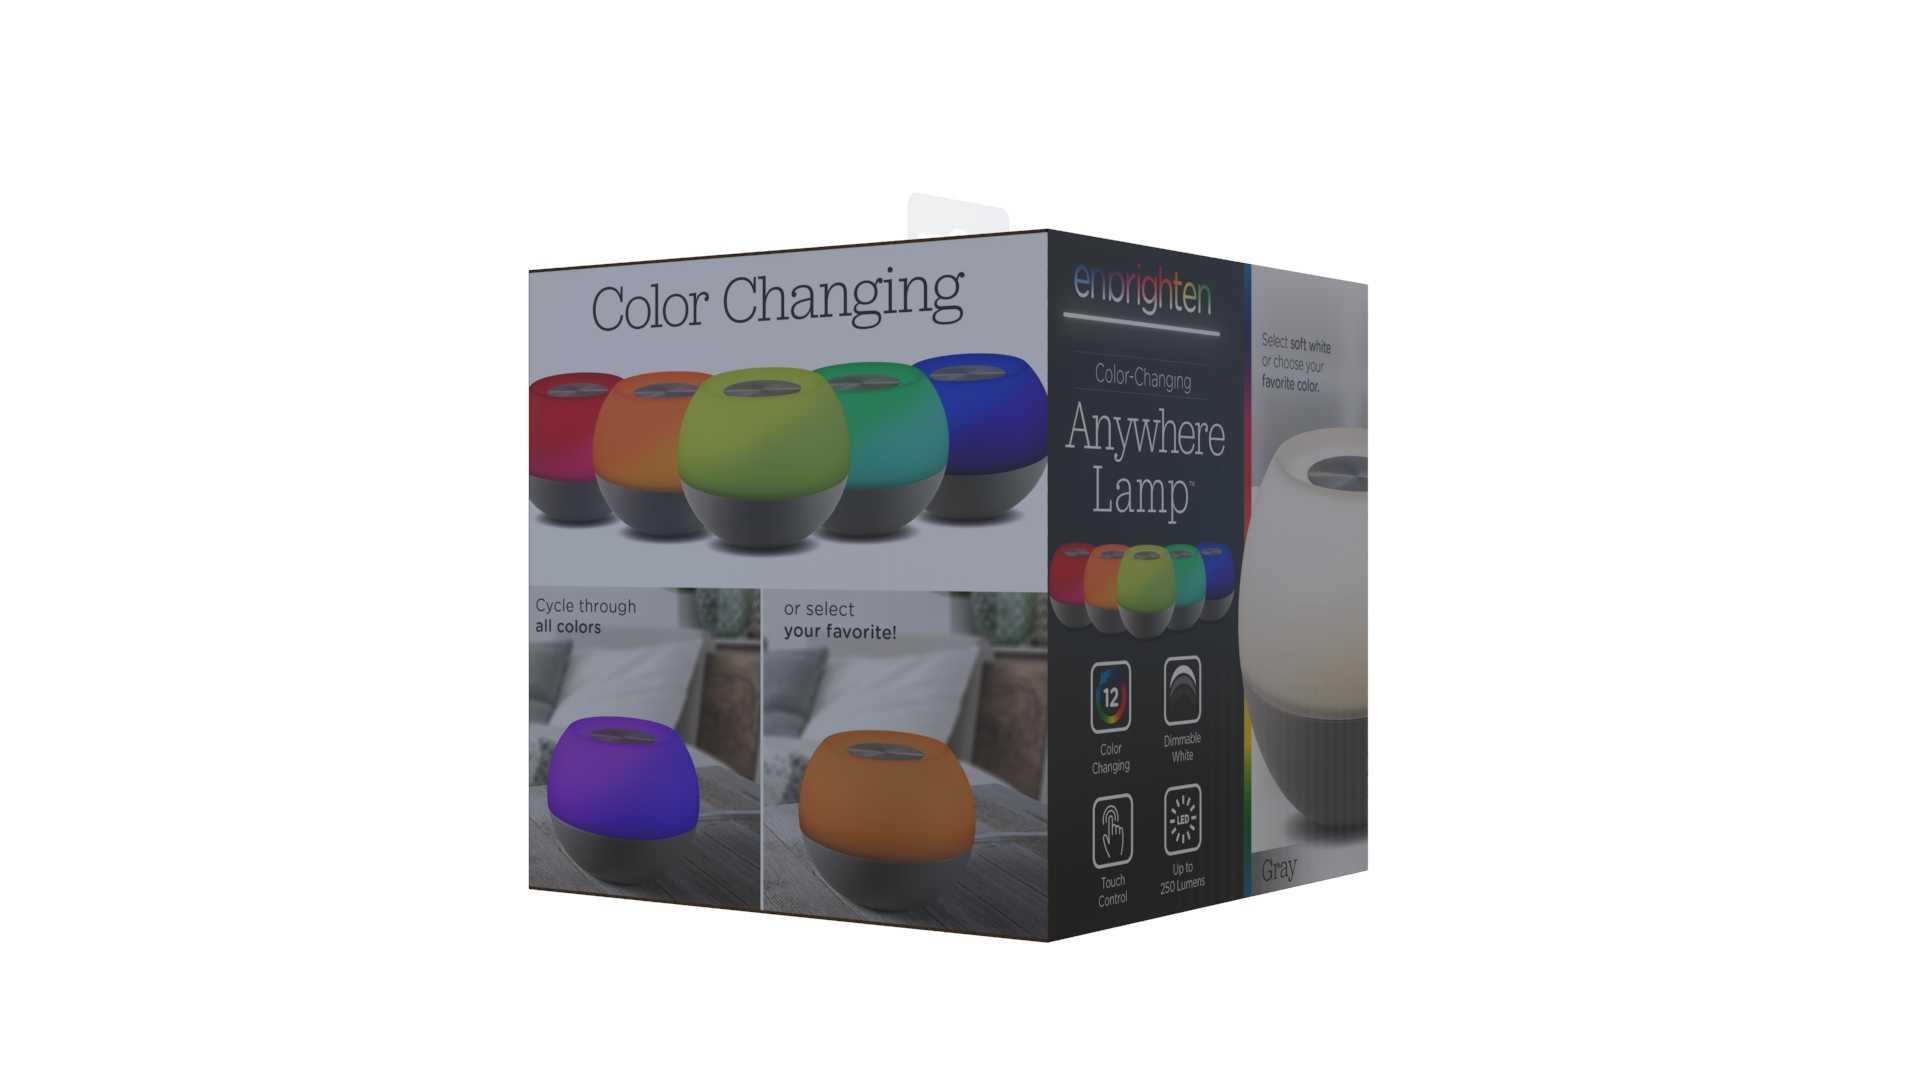 Color Changing
Cycle through
all colors
or select
your favorite!
enbrighten
Color-Changing
Anywhere
Lamp™
12
Color
Changing
Dimmable
White
Touch
Control
LED
Up to
250 Lumens
Select soft white
or choose your
favorite color.
Gray